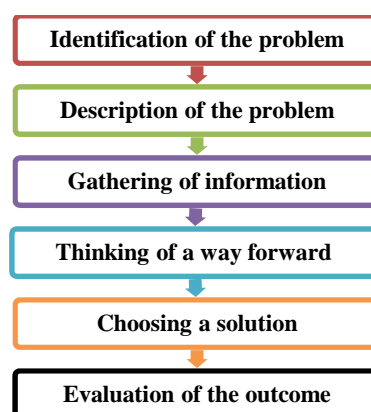 Identification of the problem
Description of the problem
Gathering of information
Thinking of a way forward
Choosing a solution
Evaluation of the outcome